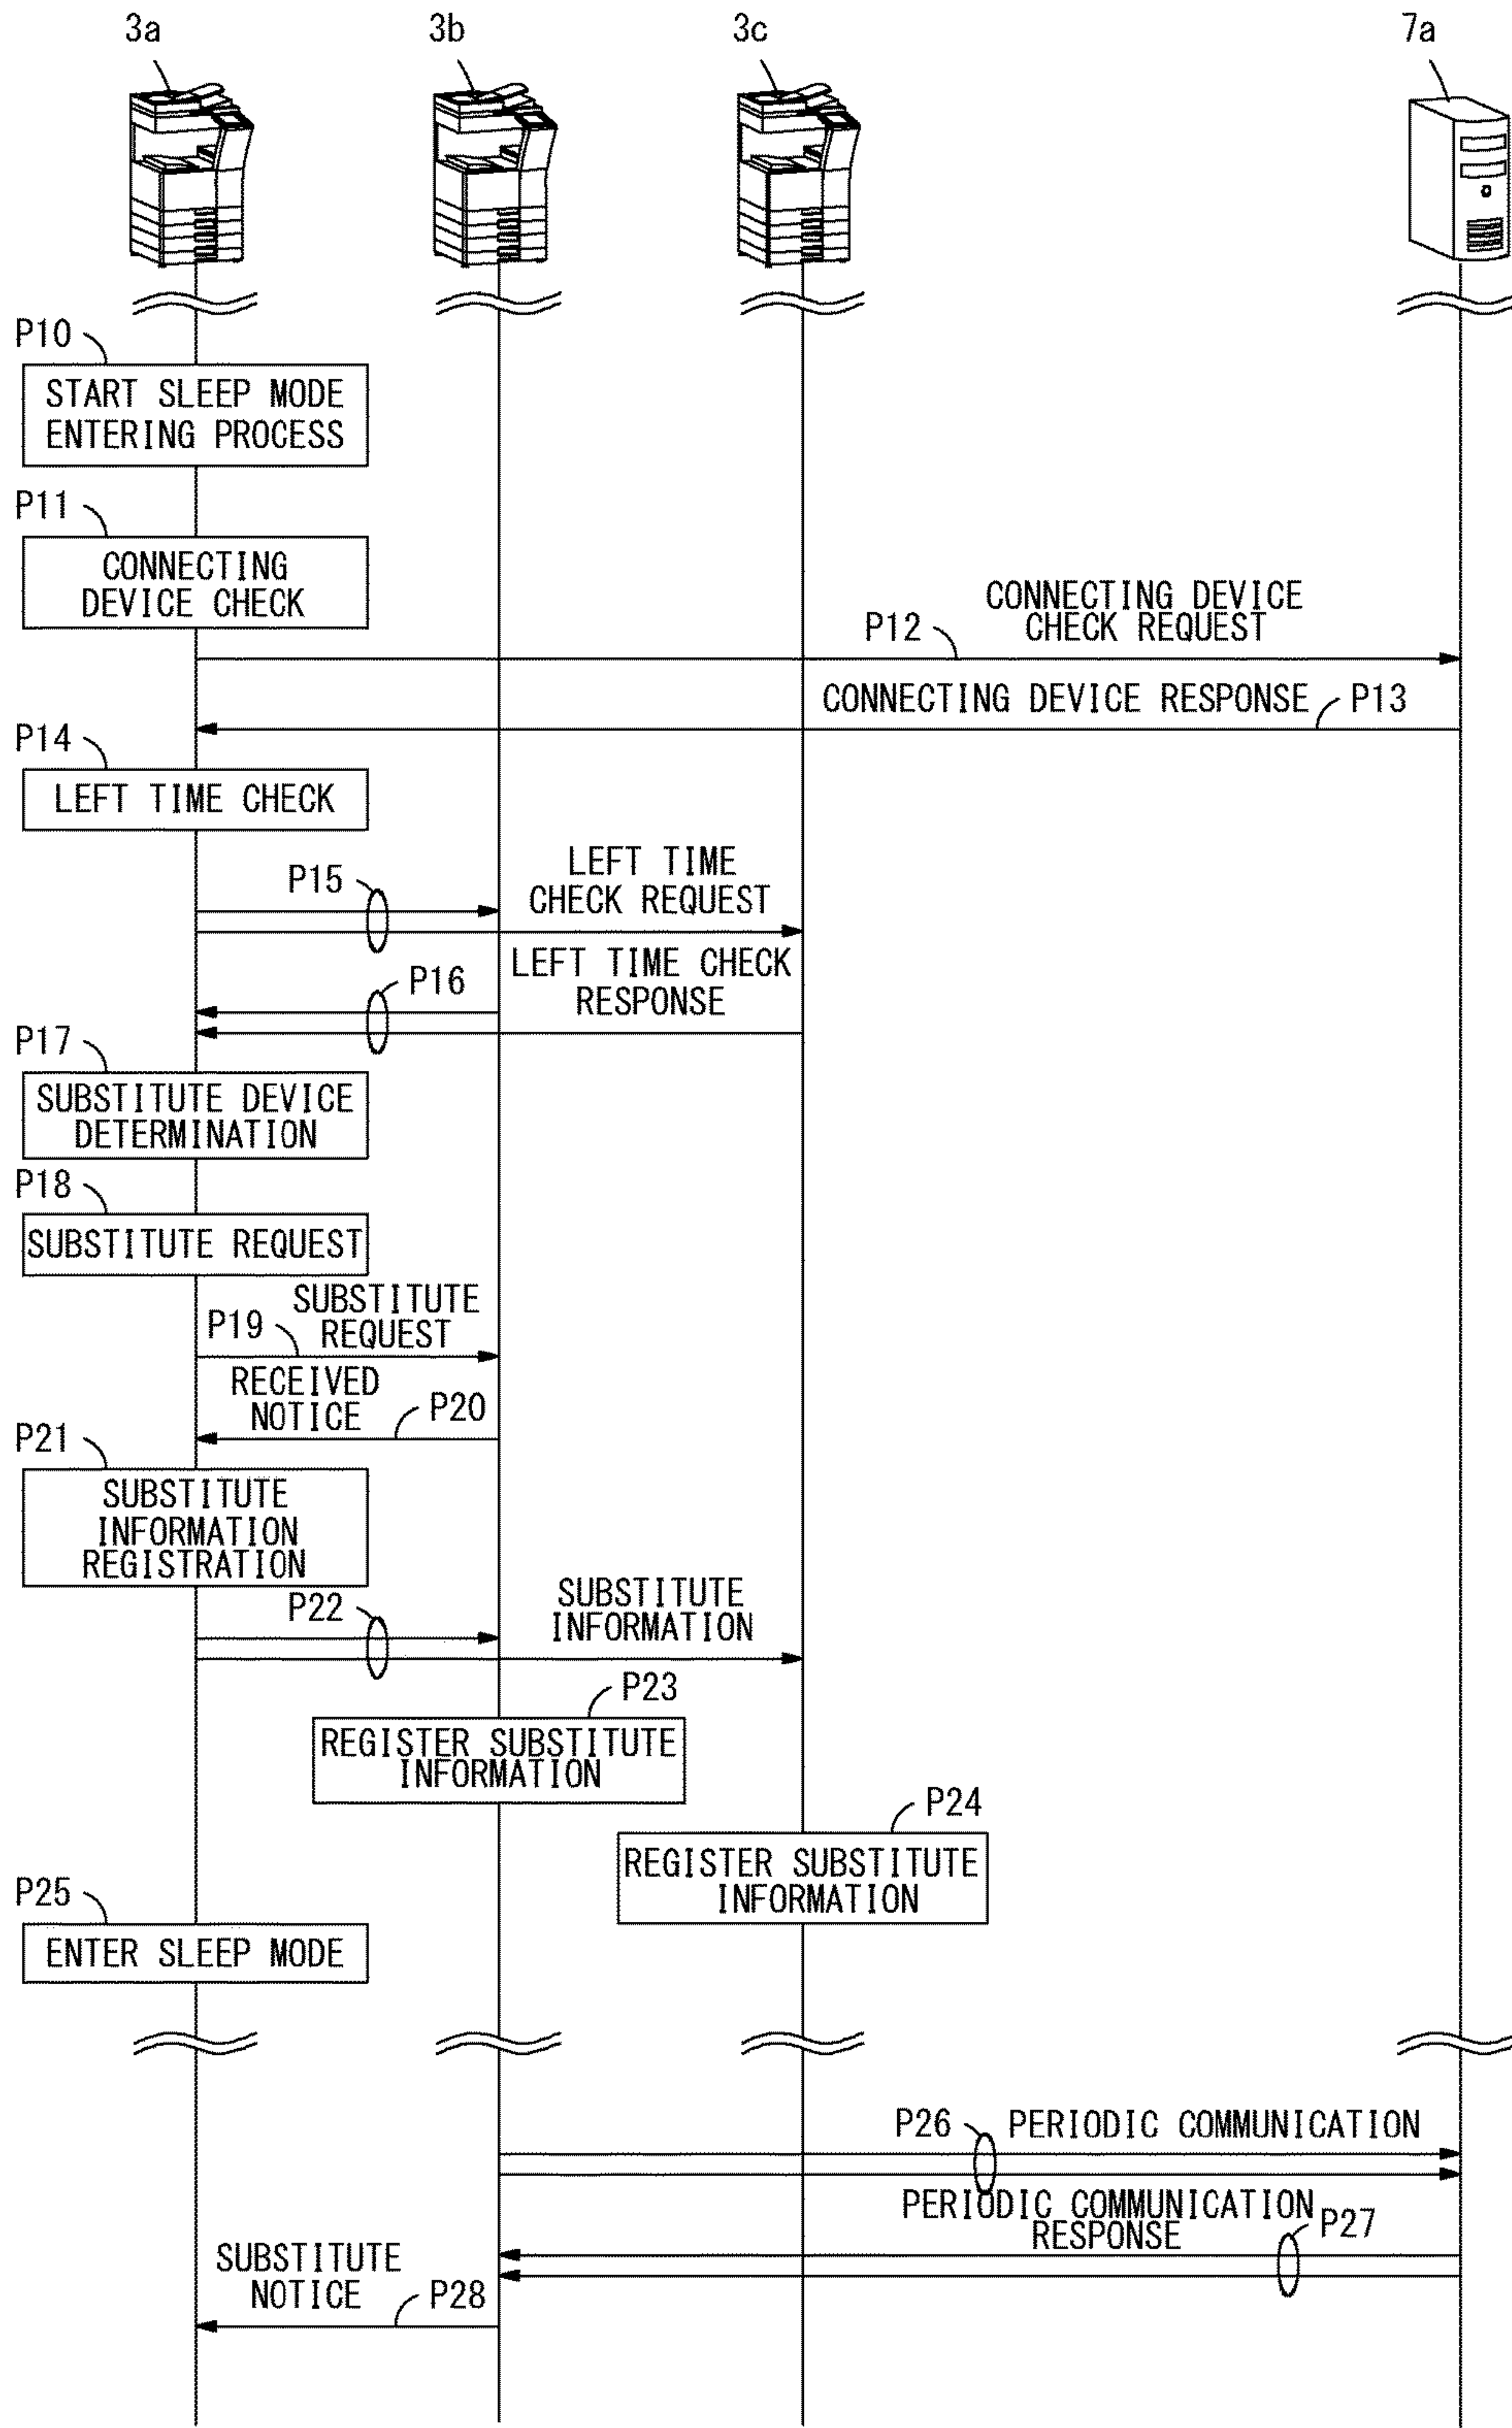 3a
3b
3c
7a
P10
START SLEEP MODE
ENTERING PROCESS
P11
CONNECTING
DEVICE CHECK
CONNECTING DEVICE
CHECK REQUEST
P12
CONNECTING DEVICE RESPONSE
P13
P14
LEFT TIME CHECK
P15
LEFT TIME
CHECK REQUEST
P16
LEFT TIME CHECK
RESPONSE
P17
SUBSTITUTE DEVICE
DETERMINATION
P18
SUBSTITUTE REQUEST
P19
SUBSTITUTE
REQUEST
RECEIVED
NOTICE
P20
P21
SUBSTITUTE
INFORMATION
REGISTRATION
P22
SUBSTITUTE
INFORMATION
P23
REGISTER SUBSTITUTE
INFORMATION
P24
REGISTER SUBSTITUTE
INFORMATION
P25
ENTER SLEEP MODE
P26
PERIODIC COMMUNICATION
PERIODIC COMMUNICATION
RESPONSE
P27
SUBSTITUTE
NOTICE
P28